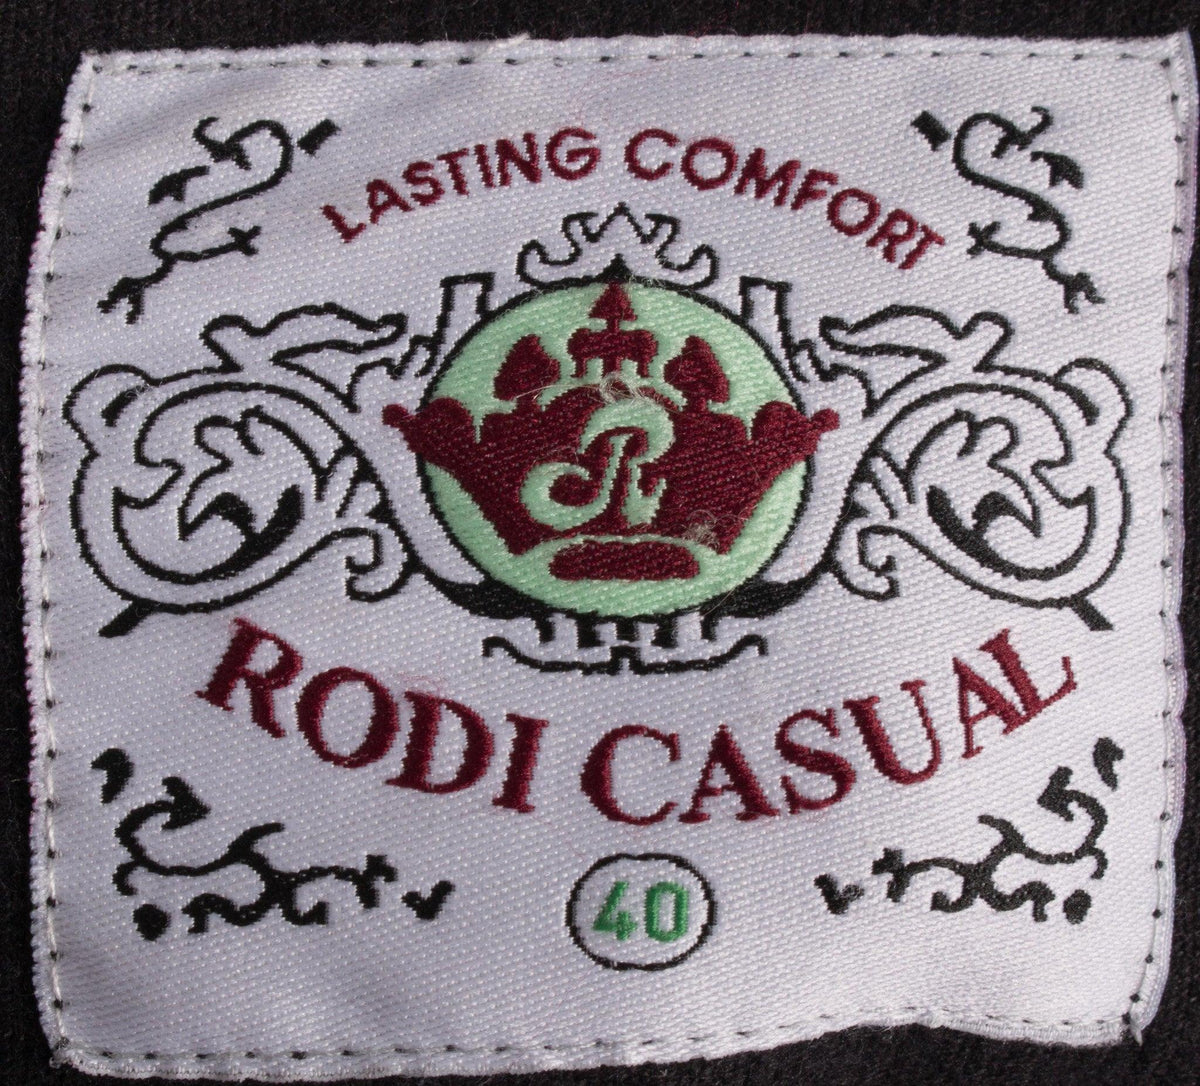 LASTING COMFORT
R
RODI CASUAL
40